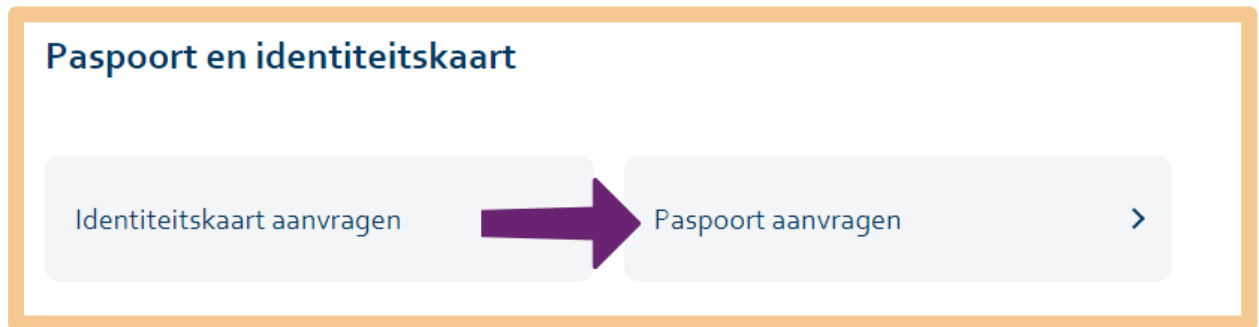 Paspoort en identiteitskaart
Identiteitskaart aanvragen
Paspoort aanvragen